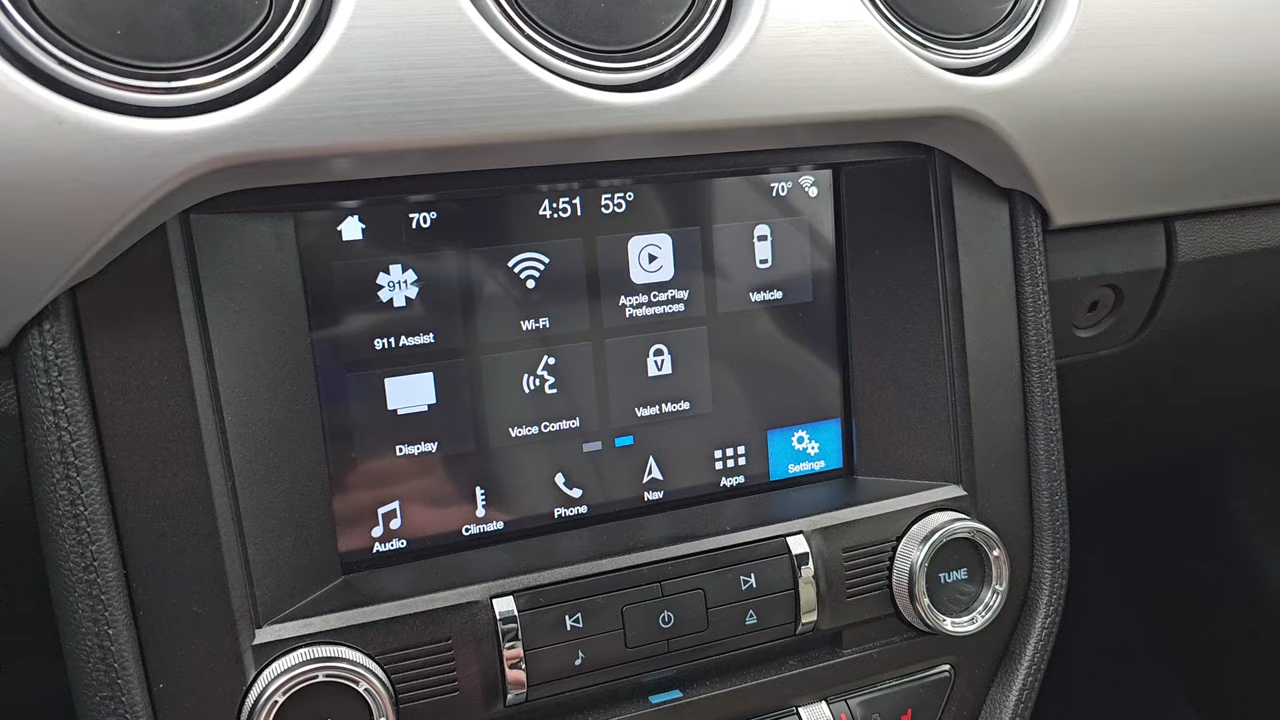 70° 4:51 55° 70°
911
911 Assist
Wi-Fi
Apple CarPlay
Preferences
Vehicle
Display
Voice Control
V
Valet Mode
Audio
Climate
Phone
Nav
Apps
Settings
TUNE